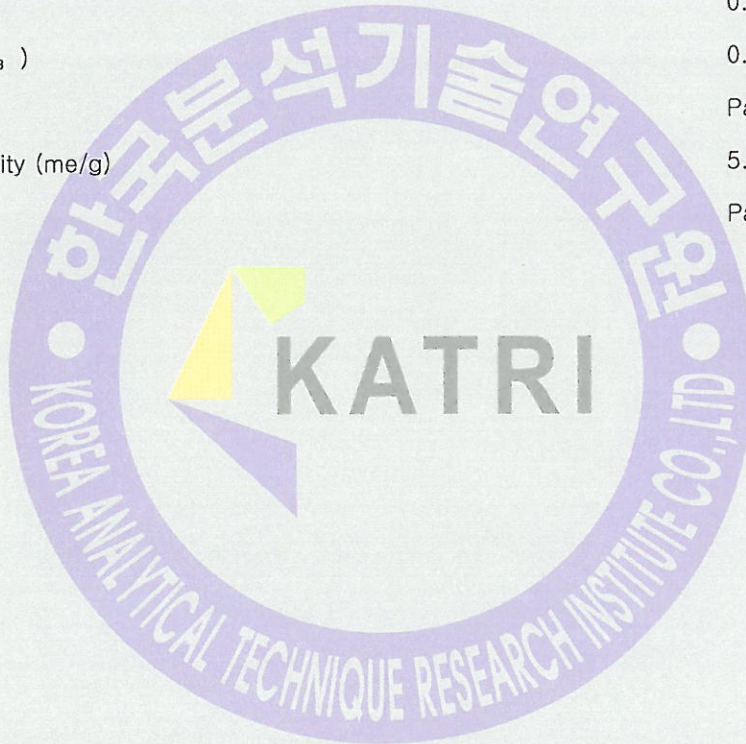 0.
₃ )
0.
Pa
ity (me/g)
5.
Pa
한국분석기술연구원
KATRI
KOREA ANALYTICAL TECHNIQUE RESEARCH INSTITUTE CO.,LTD